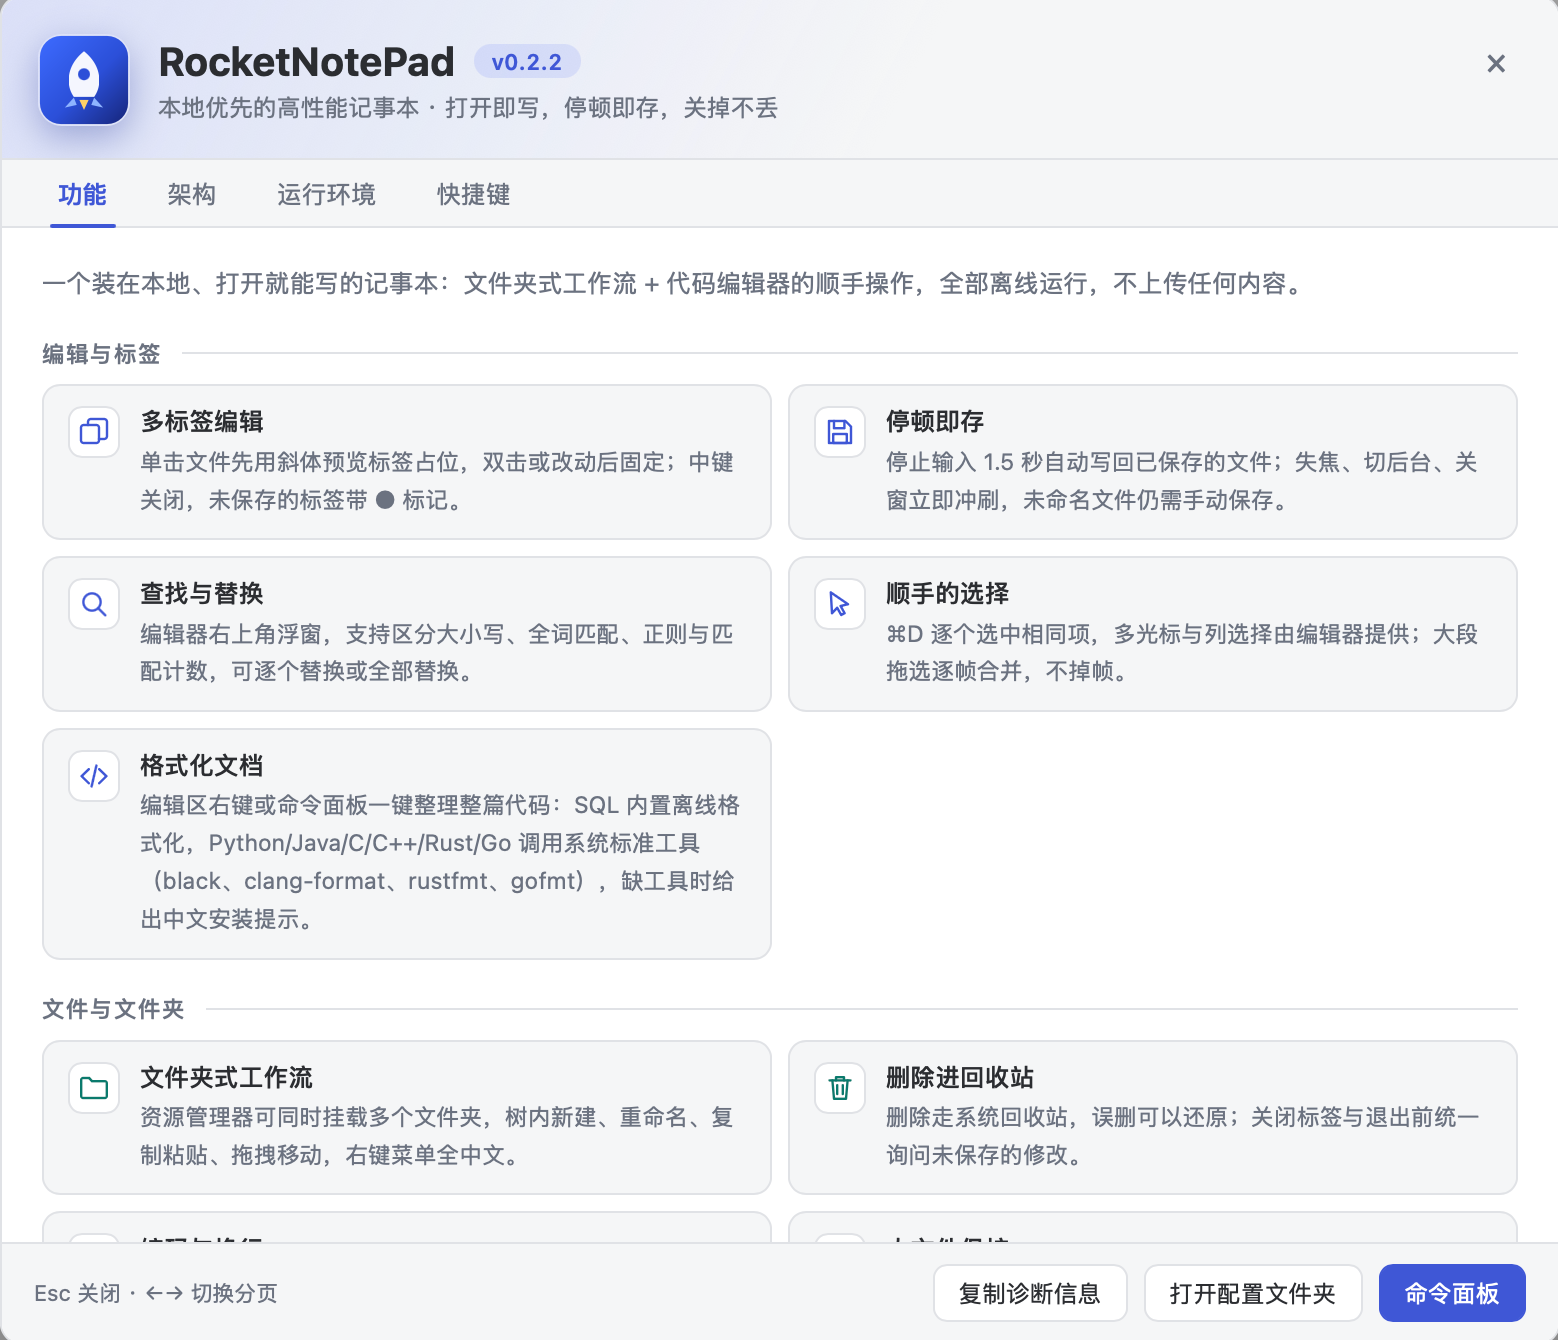 RocketNotePad v0.2.2
本地优先的高性能记事本 · 打开即写，停顿即存，关掉不丢
功能 架构 运行环境 快捷键
一个装在本地、打开就能写的记事本：文件夹式工作流 + 代码编辑器的顺手操作，全部离线运行，不上传任何内容。
编辑与标签
多标签编辑
单击文件先用斜体预览标签占位，双击或改动后固定；中键
关闭，未保存的标签带 ● 标记。
停顿即存
停止输入 1.5 秒自动写回已保存的文件；失焦、切后台、关
窗立即冲刷，未命名文件仍需手动保存。
查找与替换
编辑器右上角浮窗，支持区分大小写、全词匹配、正则与匹
配计数，可逐个替换或全部替换。
顺手的选择
⌘D 逐个选中相同项，多光标与列选择由编辑器提供；大段
拖选逐帧合并，不掉帧。
格式化文档
编辑区右键或命令面板一键整理整篇代码：SQL 内置离线格
式化，Python/Java/C/C++/Rust/Go 调用系统标准工具
（black、clang-format、rustfmt、gofmt），缺工具时给
出中文安装提示。
文件与文件夹
文件夹式工作流
资源管理器可同时挂载多个文件夹，树内新建、重命名、复
制粘贴、拖拽移动，右键菜单全中文。
删除进回收站
删除走系统回收站，误删可以还原；关闭标签与退出前统一
询问未保存的修改。
Esc 关闭 · ←→ 切换分页
复制诊断信息 打开配置文件夹 命令面板